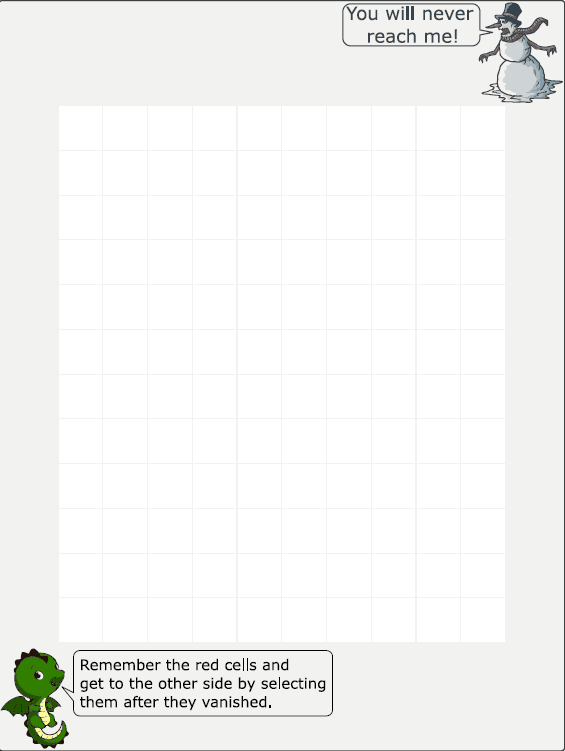 You will never
reach me!
Remember the red cells and
get to the other side by selecting
them after they vanished.